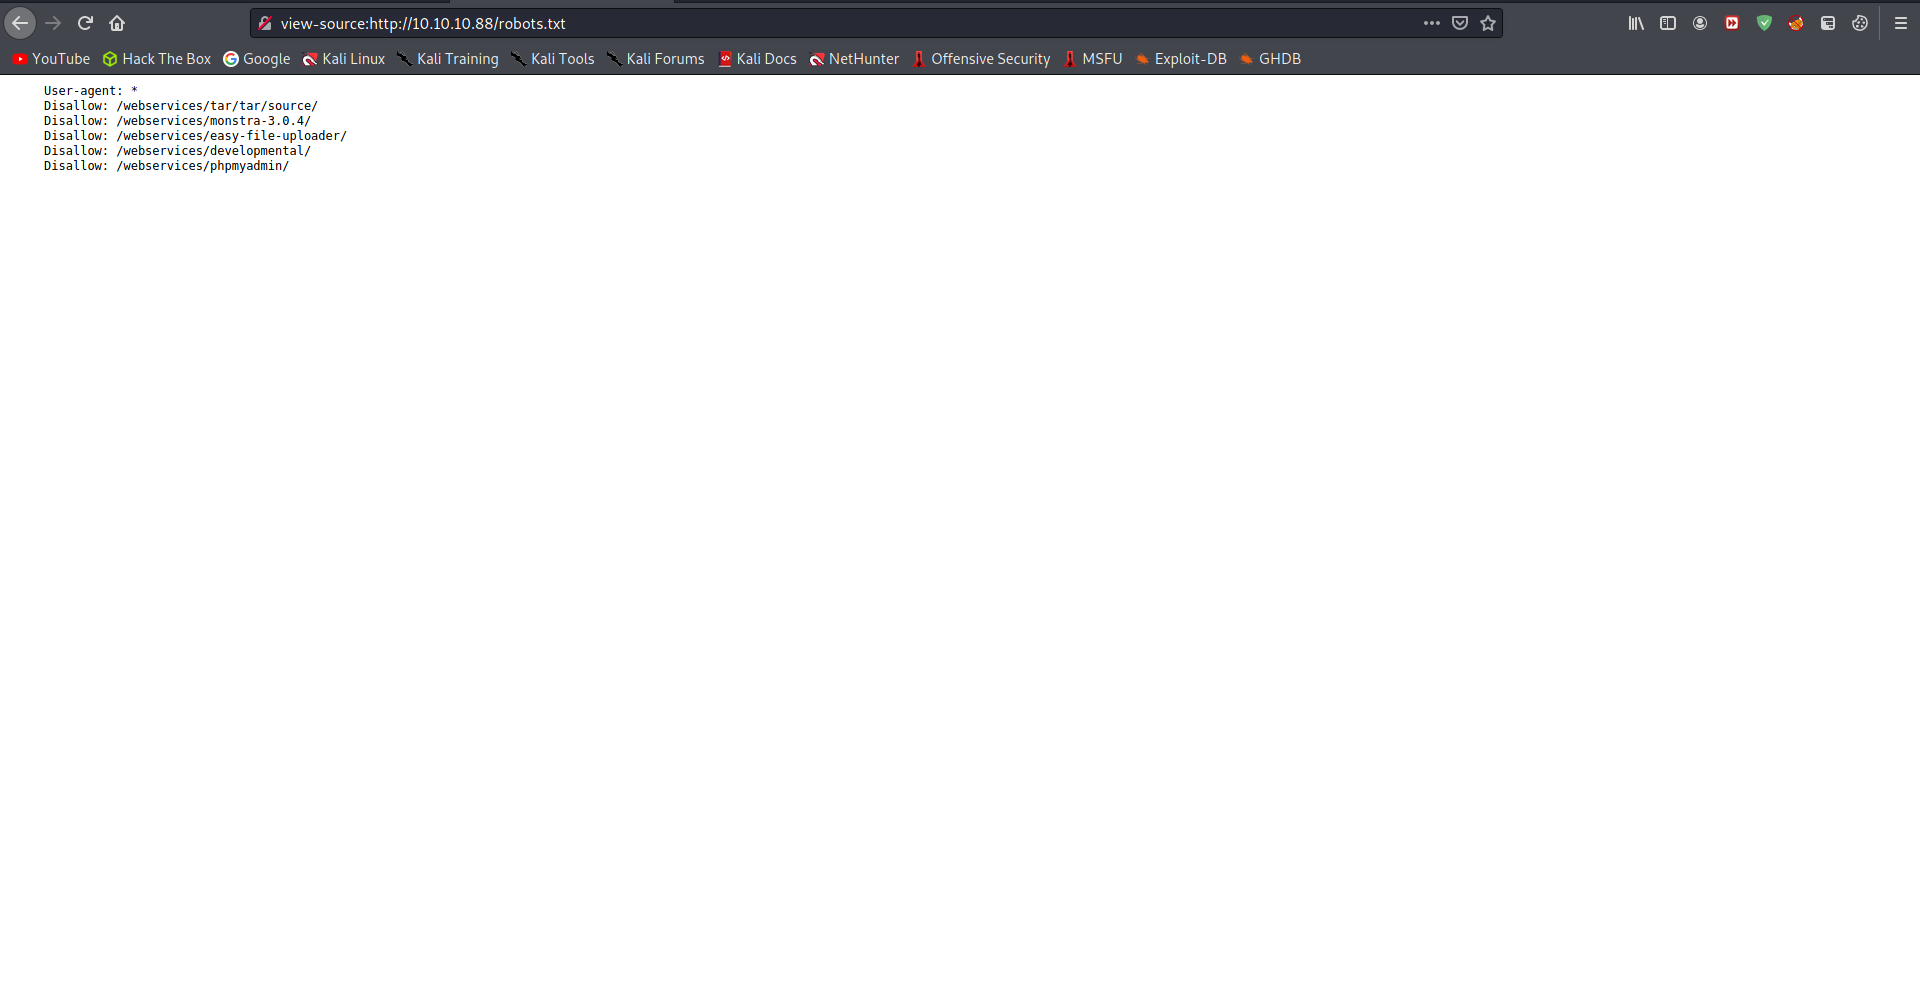 view-source:http://10.10.10.88/robots.txt
YouTube Hack The Box Google Kali Linux Kali Training Kali Tools Kali Forums Kali Docs NetHunter Offensive Security MSFU Exploit-DB GHDB
User-agent: *
Disallow: /webservices/tar/tar/source/
Disallow: /webservices/monstra-3.0.4/
Disallow: /webservices/easy-file-uploader/
Disallow: /webservices/developmental/
Disallow: /webservices/phpmyadmin/